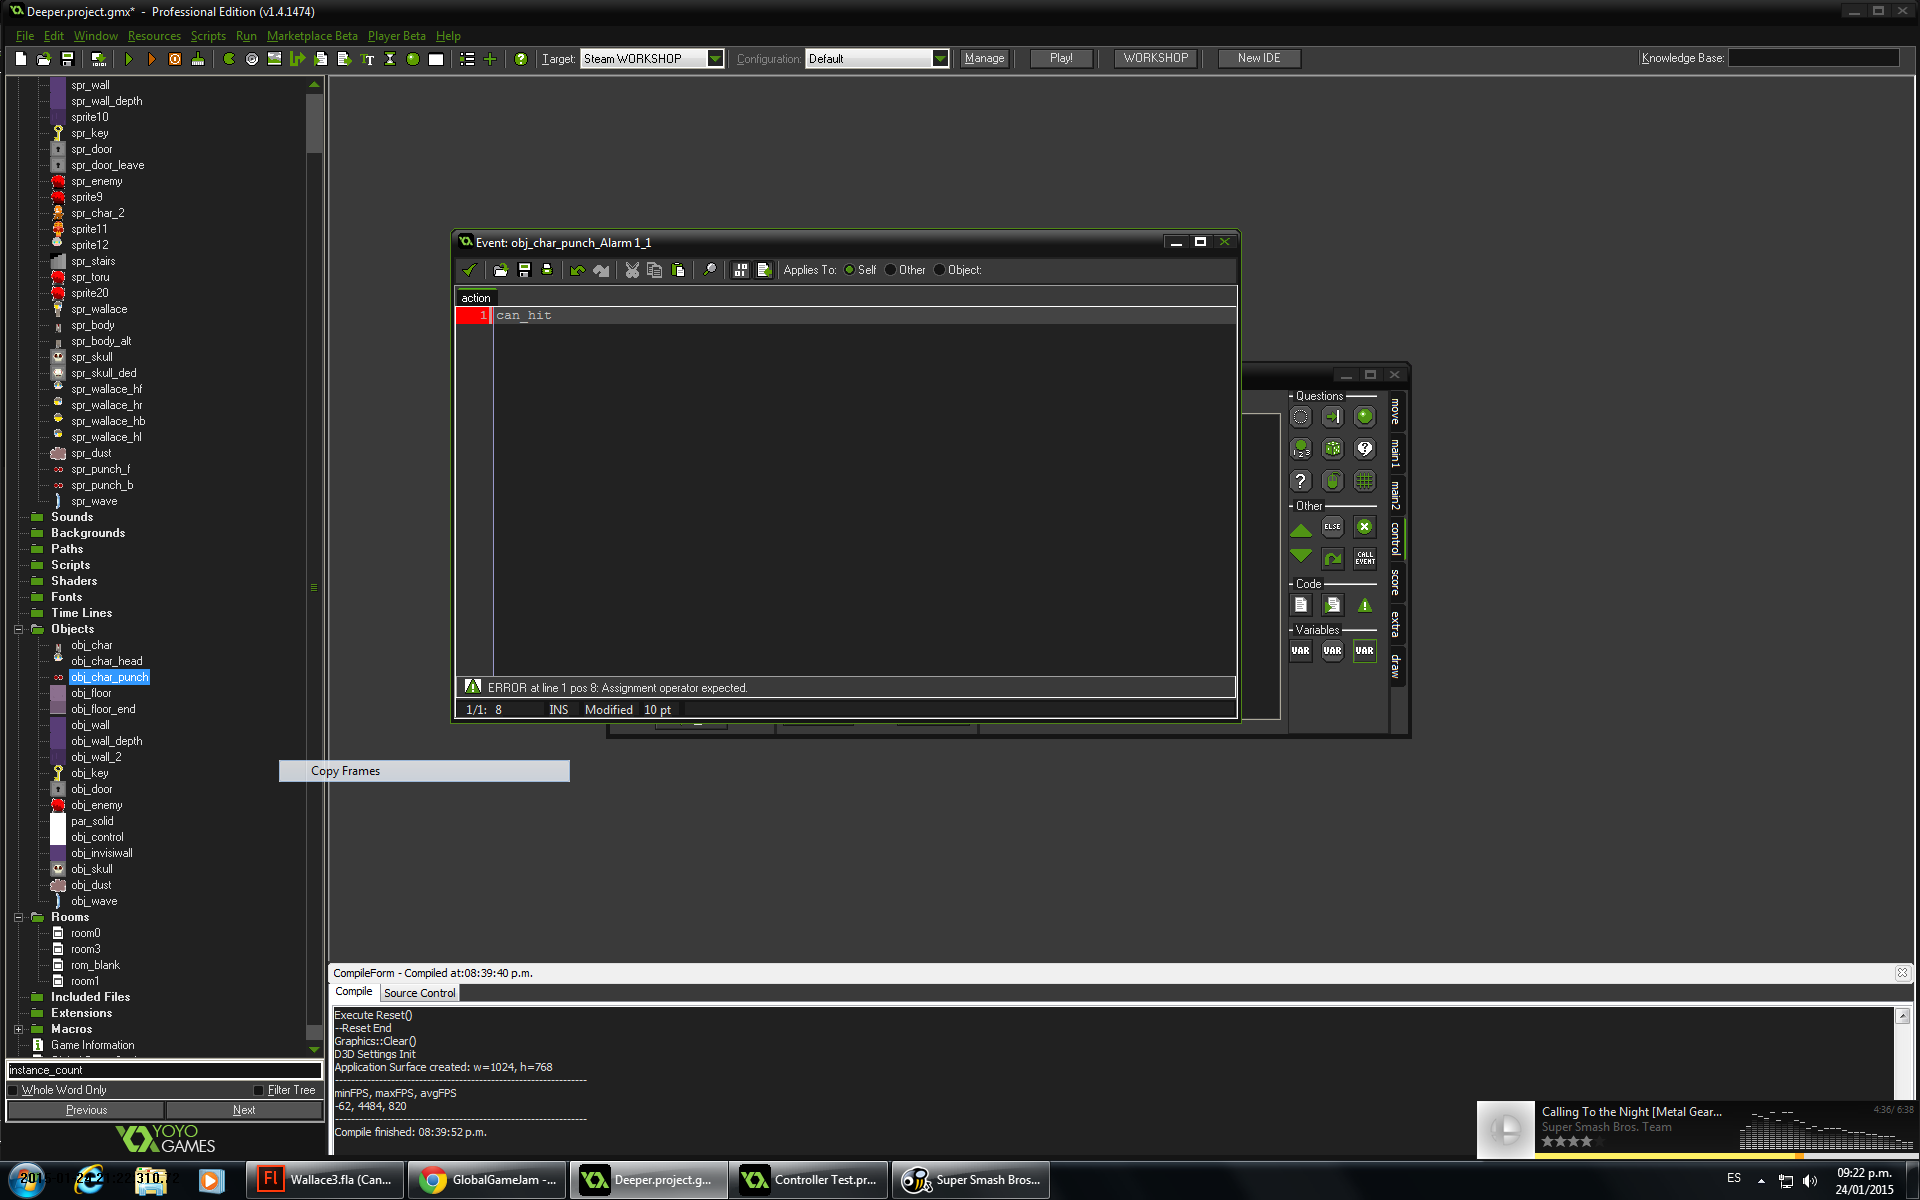 Deeper.project.gmx* - Professional Edition (v1.4.1474)
File Edit Window Resources Scripts Run Marketplace Beta Player Beta Help
Target: Steam WORKSHOP Configuration: Default Manage Play! WORKSHOP New IDE Knowledge Base:
spr_wall
spr_wall_depth
sprite10
spr_key
spr_door
spr_door_leave
spr_enemy
sprite9
spr_char_2
sprite11
sprite12
spr_stairs
spr_toru
sprite20
spr_wallace
spr_body
spr_body_alt
spr_skull
spr_skull_ded
spr_wallace_hf
spr_wallace_hr
spr_wallace_hb
spr_wallace_hl
spr_dust
spr_punch_f
spr_punch_b
spr_wave
Sounds
Backgrounds
Paths
Scripts
Shaders
Fonts
Time Lines
Objects
obj_char
obj_char_head
obj_char_punch
obj_floor
obj_floor_end
obj_wall
obj_wall_depth
obj_wall_2
obj_key
obj_door
obj_enemy
par_solid
obj_control
obj_invisiwall
obj_skull
obj_dust
obj_wave
Rooms
room0
room3
rom_blank
room1
Included Files
Extensions
Macros
Game Information
instance_count
Whole Word Only Filter Tree
Previous Next
YOYO
GAMES
Event: obj_char_punch_Alarm 1_1
Applies To: Self Other Object:
action
1 can_hit
ERROR at line 1 pos 8: Assignment operator expected.
1/1: 8 INS Modified 10 pt
Questions
1 2 3
?
?
Other
ELSE
CALL
EVENT
Code
Variables
VAR VAR VAR
move
main1
main2
control
score
extra
draw
Copy Frames
CompileForm - Compiled at:08:39:40 p.m.
Compile Source Control
Execute Reset()
--Reset End
Graphics::Clear()
D3D Settings Init
Application Surface created: w=1024, h=768
minFPS, maxFPS, avgFPS
-62, 4484, 820
Compile finished: 08:39:52 p.m.
Calling To the Night [Metal Gear... 4:36/ 6:38
Super Smash Bros. Team
Fl Wallace3.fla (Can...
GlobalGameJam -...
Deeper.project.g...
Controller Test.pr...
Super Smash Bros...
ES
09:22 p.m.
24/01/2015